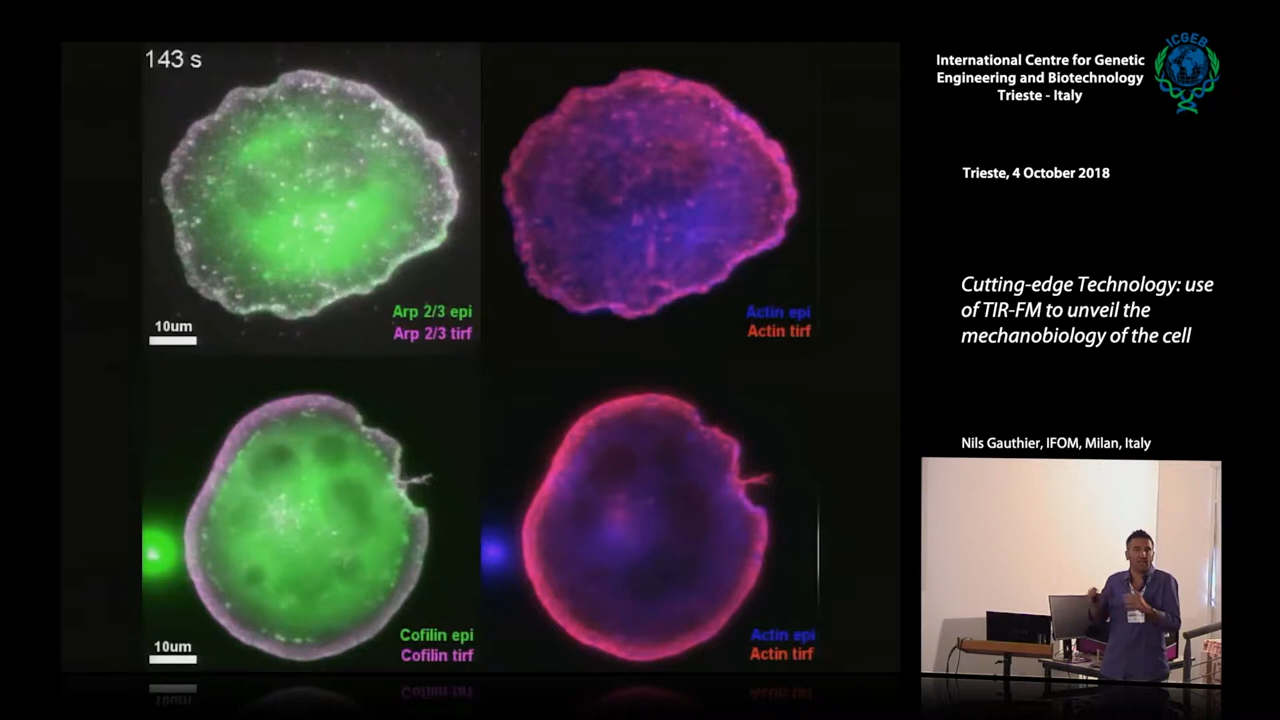 143 s
10um
Arp 2/3 epi
Arp 2/3 tirf
Actin epi
Actin tirf
10um
Cofilin epi
Cofilin tirf
Actin epi
Actin tirf
International Centre for Genetic
Engineering and Biotechnology
Trieste - Italy
ICGEB
Trieste, 4 October 2018
Cutting-edge Technology: use
of TIR-FM to unveil the
mechanobiology of the cell
Nils Gauthier, IFOM, Milan, Italy